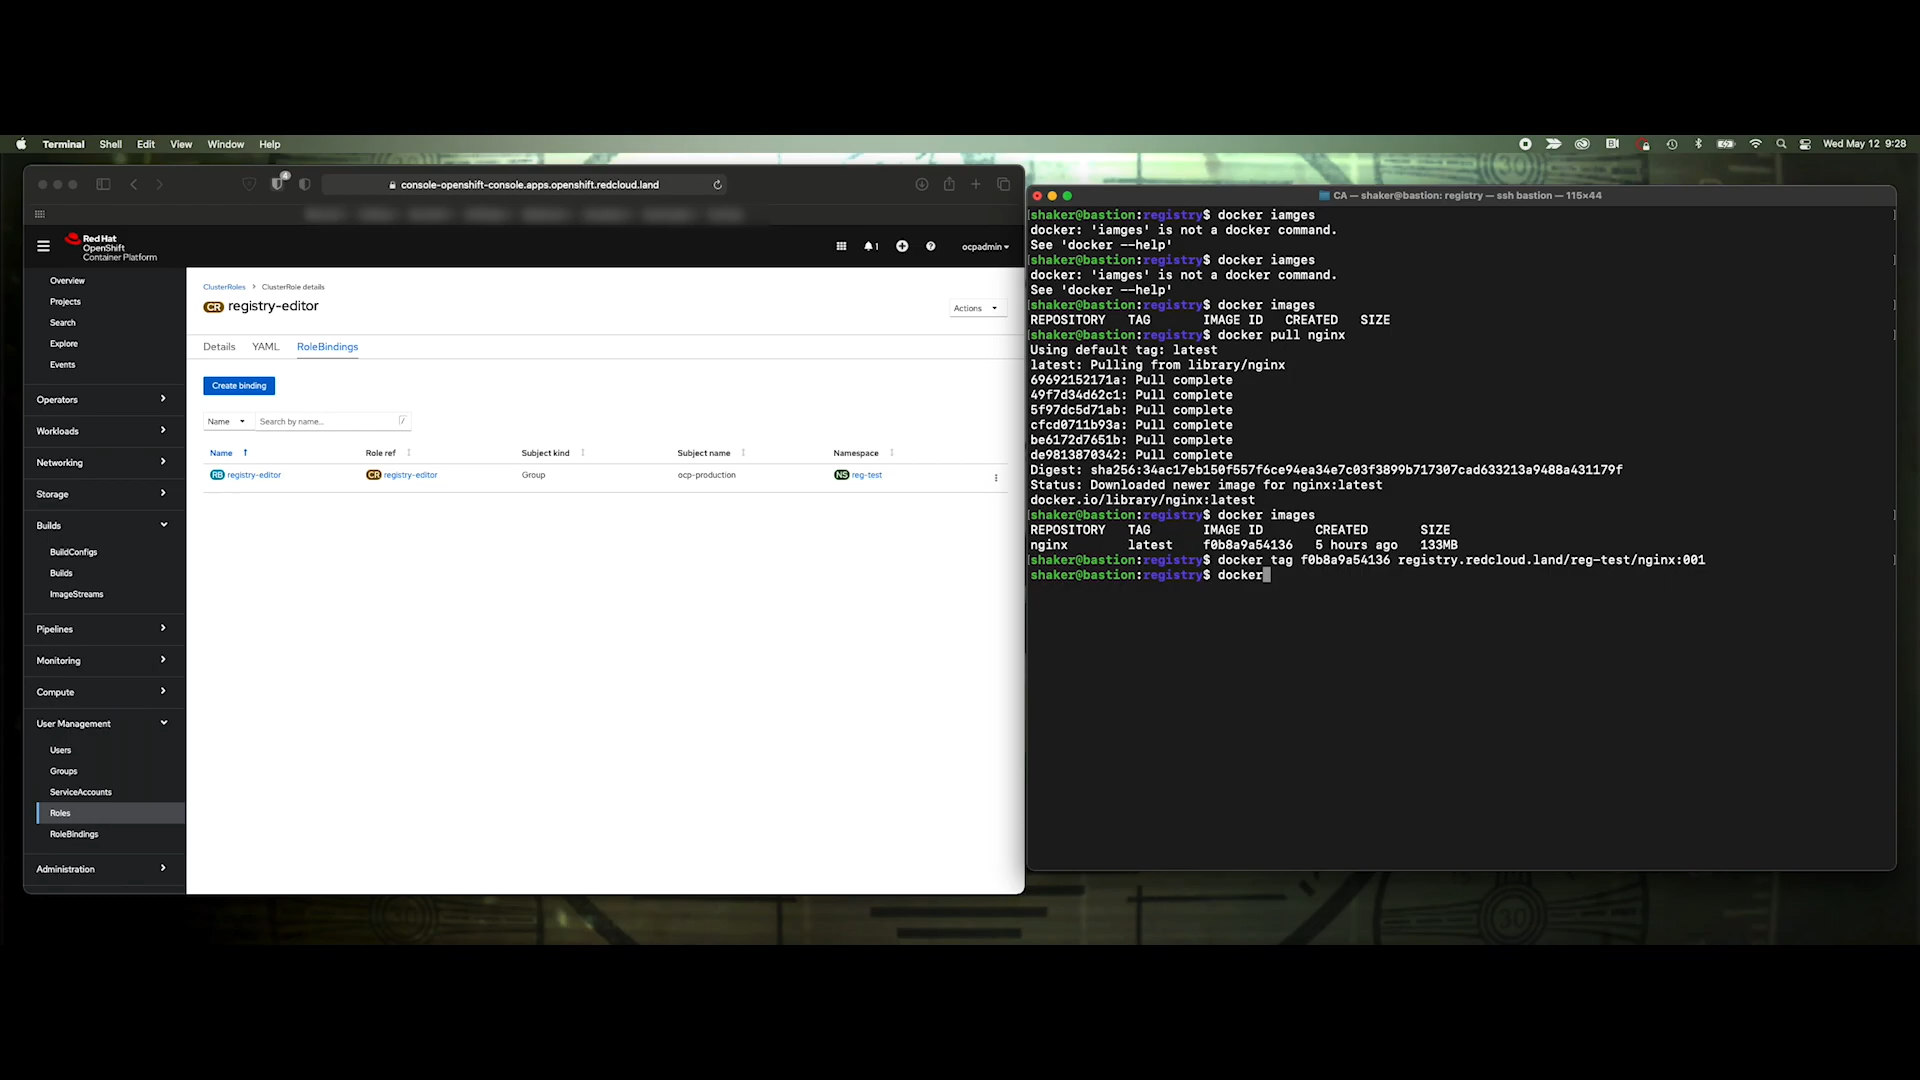 Terminal Shell Edit View Window Help
Wed May 12 9:28
4
console-openshift-console.apps.openshift.redcloud.land
Red Hat
OpenShift
Container Platform
1
ocpadmin
Overview
Projects
Search
Explore
Events
Operators
Workloads
Networking
Storage
Builds
BuildConfigs
Builds
ImageStreams
Pipelines
Monitoring
Compute
User Management
Users
Groups
ServiceAccounts
Roles
RoleBindings
Administration
ClusterRoles > ClusterRole details
CR registry-editor
Actions
Details YAML RoleBindings
Create binding
Name Search by name... /
Name Role ref Subject kind Subject name Namespace
RB registry-editor CR registry-editor Group ocp-production NS reg-test
CA — shaker@bastion: registry — ssh bastion — 115×44
[shaker@bastion:registry$ docker iamges ]
docker: 'iamges' is not a docker command.
See 'docker --help'
[shaker@bastion:registry$ docker iamges ]
docker: 'iamges' is not a docker command.
See 'docker --help'
[shaker@bastion:registry$ docker images ]
REPOSITORY TAG IMAGE ID CREATED SIZE
[shaker@bastion:registry$ docker pull nginx ]
Using default tag: latest
latest: Pulling from library/nginx
69692152171a: Pull complete
49f7d34d62c1: Pull complete
5f97dc5d71ab: Pull complete
cfcd0711b93a: Pull complete
be6172d7651b: Pull complete
de9813870342: Pull complete
Digest: sha256:34ac17eb150f557f6ce94ea34e7c03f3899b717307cad633213a9488a431179f
Status: Downloaded newer image for nginx:latest
docker.io/library/nginx:latest
[shaker@bastion:registry$ docker images ]
REPOSITORY TAG IMAGE ID CREATED SIZE
nginx latest f0b8a9a54136 5 hours ago 133MB
[shaker@bastion:registry$ docker tag f0b8a9a54136 registry.redcloud.land/reg-test/nginx:001 ]
shaker@bastion:registry$ docker